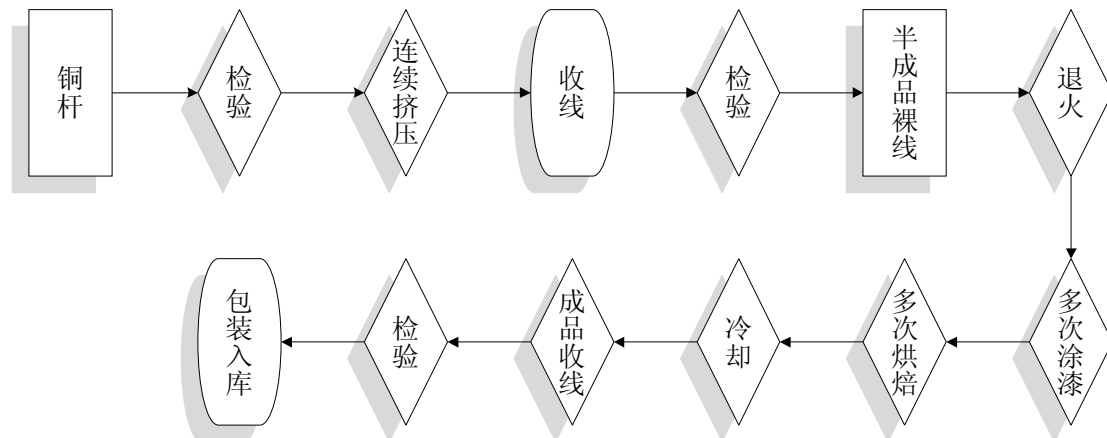 铜杆
检验
连续挤压
收线
检验
半成品裸线
退火
多次涂漆
多次烘焙
冷却
成品收线
检验
包装入库